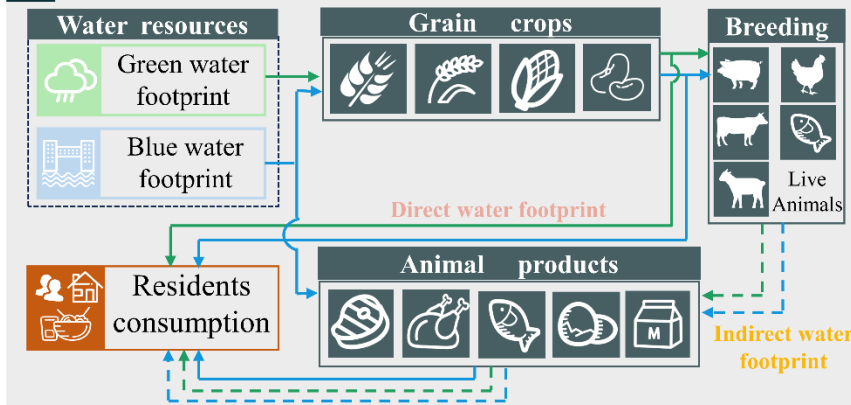 Water resources
Green water
footprint
Blue water
footprint
Grain crops
Breeding
Live
Animals
Direct water footprint
Residents
consumption
Animal products
M
Indirect water
footprint